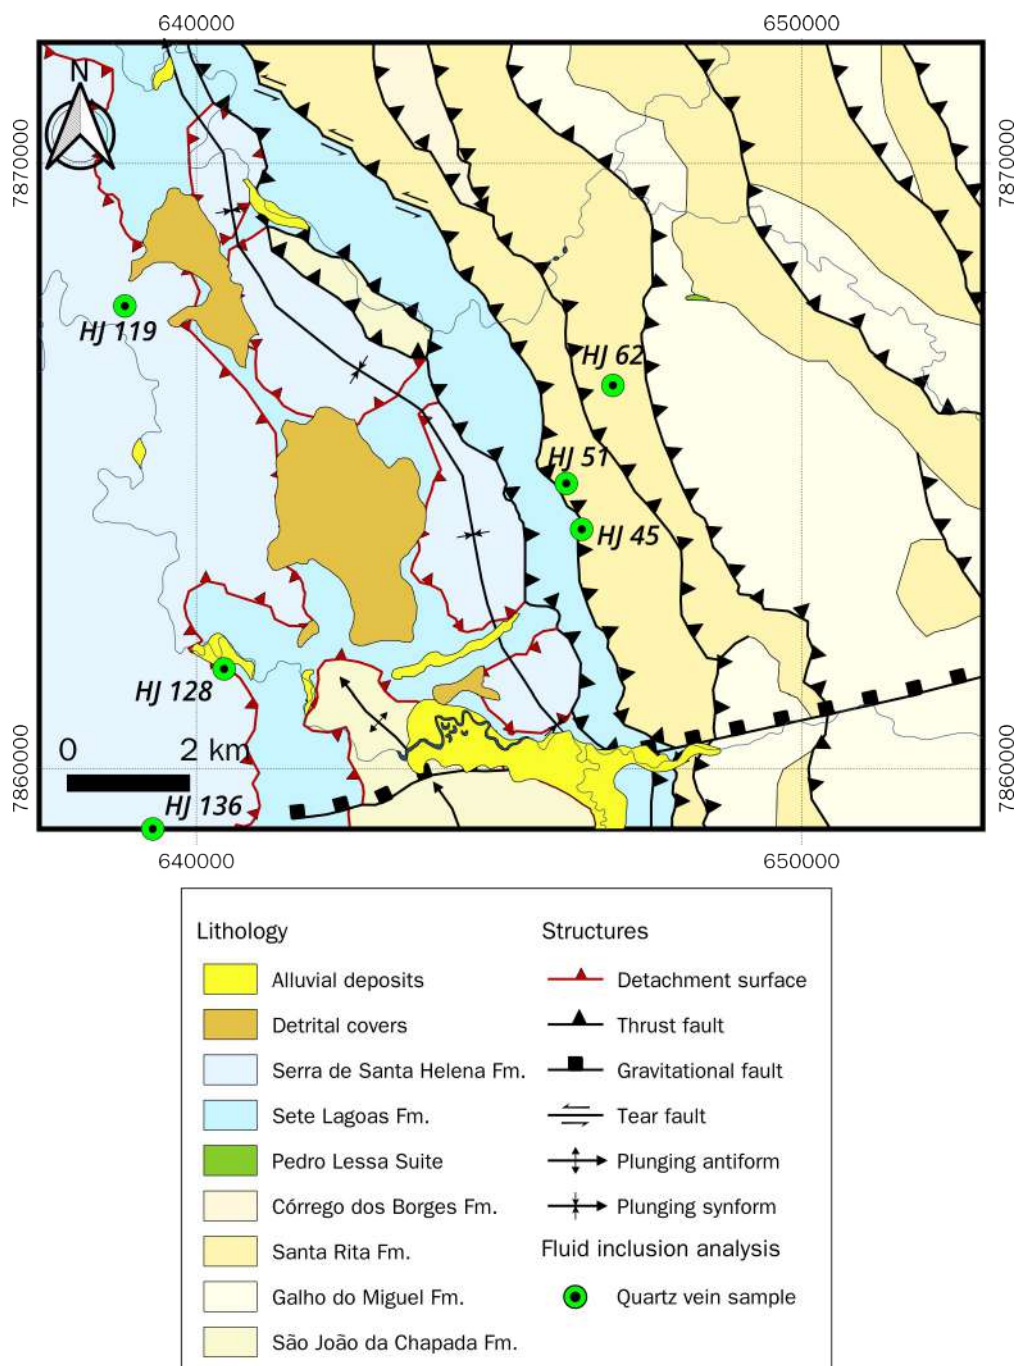 640000 650000
N
7870000 7870000
HJ 119
HJ 62
HJ 51
HJ 45
HJ 128
0 2 km
7860000 7860000
HJ 136
640000 650000
Lithology
Alluvial deposits
Detrital covers
Serra de Santa Helena Fm.
Sete Lagoas Fm.
Pedro Lessa Suite
Córrego dos Borges Fm.
Santa Rita Fm.
Galho do Miguel Fm.
São João da Chapada Fm.
Structures
Detachment surface
Thrust fault
Gravitational fault
Tear fault
Plunging antiform
Plunging synform
Fluid inclusion analysis
Quartz vein sample